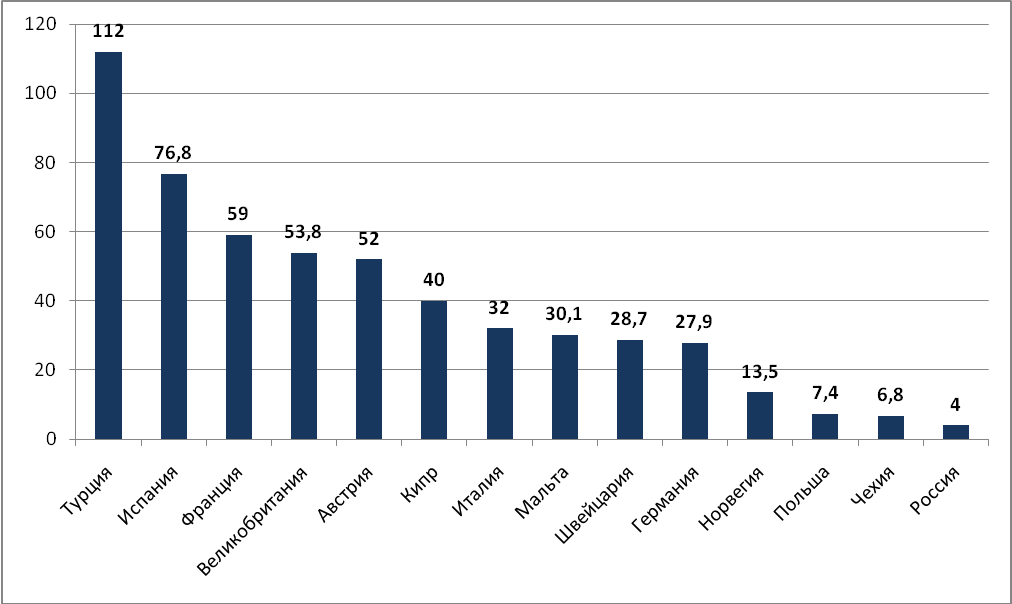 120
100
80
60
40
20
0
112
76,8
59
53,8
52
40
32
30,1
28,7
27,9
13,5
7,4
6,8
4
Турция
Испания
Франция
Великобритания
Австрия
Кипр
Италия
Мальта
Швейцария
Германия
Норвегия
Польша
Чехия
Россия